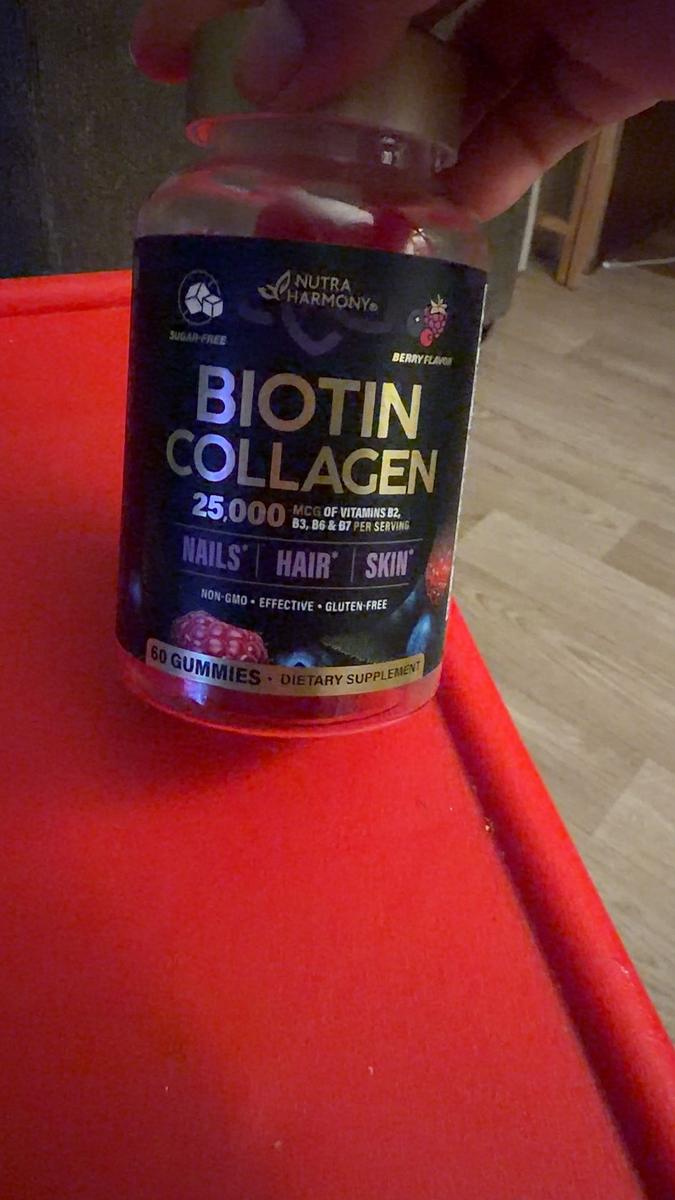 NUTRA
HARMONY®
SUGAR-FREE
BERRY FLAVOR
BIOTIN
COLLAGEN
25,000 MCG OF VITAMINS B2,
B3, B6 & B7 PER SERVING
NAILS* HAIR* SKIN*
NON-GMO • EFFECTIVE • GLUTEN-FREE
60 GUMMIES · DIETARY SUPPLEMENT